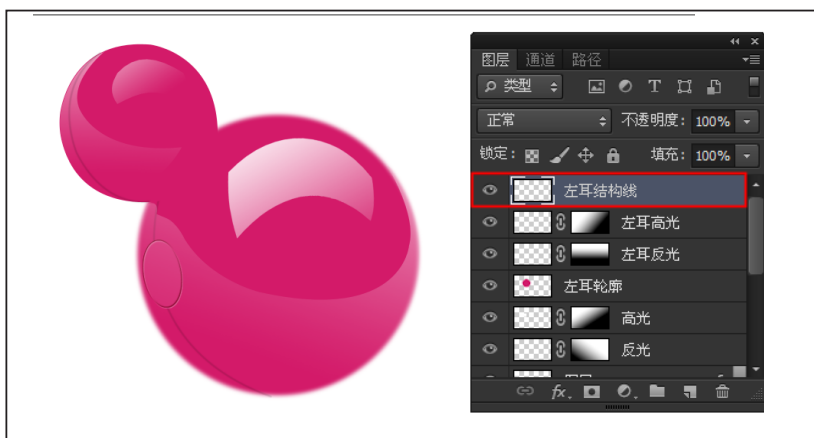 图层 通道 路径
类型
正常 不透明度: 100%
锁定: 填充: 100%
左耳结构线
左耳高光
左耳反光
左耳轮廓
高光
反光
fx